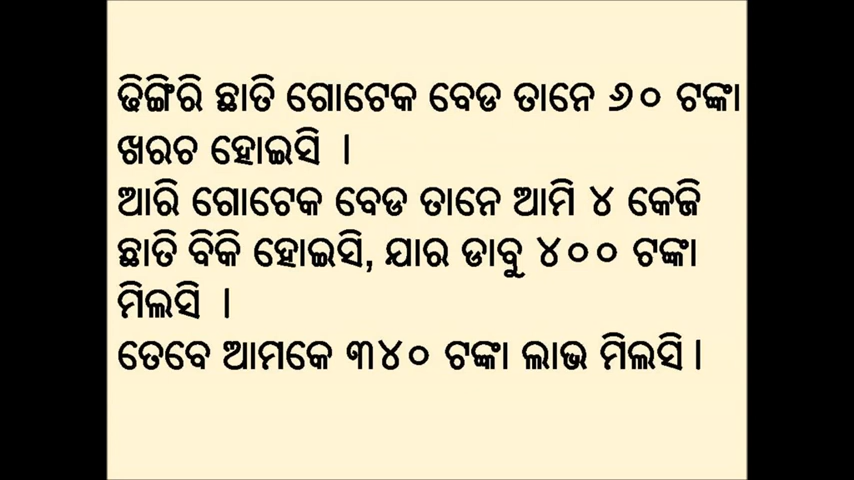 ଢିଙ୍ଗିରି ଛାତି ଗୋଟେକ ବେଡ ତାନେ ୬୦ ଟଙ୍କା
ଖରଚ ହୋଇସି ।
ଆରି ଗୋଟେକ ବେଡ ତାନେ ଆମି ୪ କେଜି
ଛାତି ବିକି ହୋଇସି, ଯାର ଡାବୁ ୪୦୦ ଟଙ୍କା
ମିଲସି ।
ତେବେ ଆମକେ ୩୪୦ ଟଙ୍କା ଲାଭ ମିଲସି ।